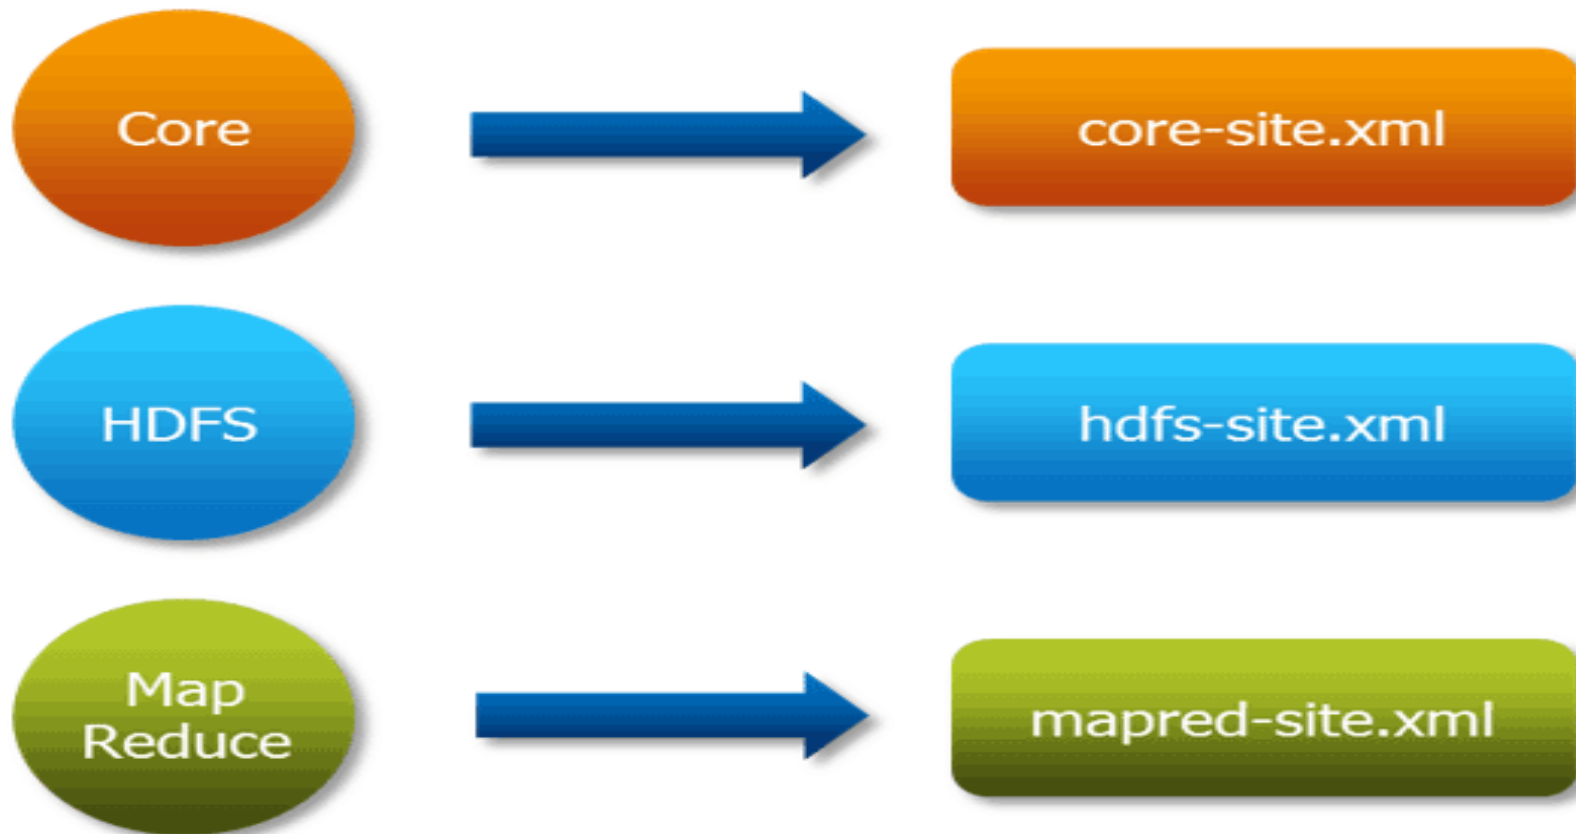 Core
core-site.xml
HDFS
hdfs-site.xml
Map
Reduce
mapred-site.xml